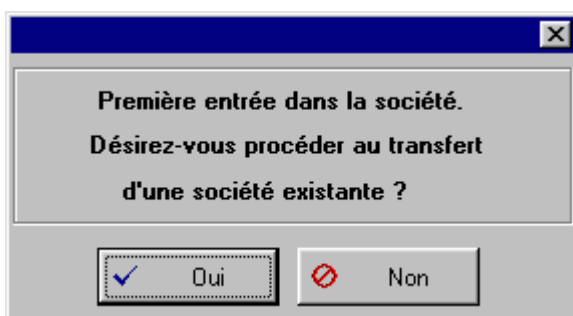 Première entrée dans la société.
Désirez-vous procéder au transfert
d'une société existante ?
Oui
Non